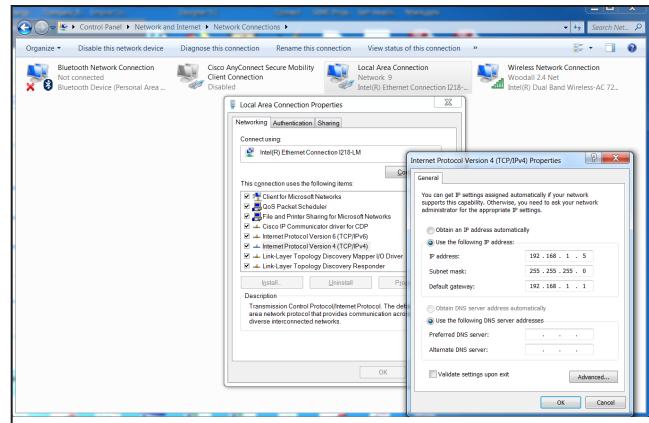 Control Panel ▸ Network and Internet ▸ Network Connections ▸
Search Net...
Organize ▾ Disable this network device Diagnose this connection Rename this connection View status of this connection »
Bluetooth Network Connection
Not connected
Bluetooth Device (Personal Area ...
Cisco AnyConnect Secure Mobility
Client Connection
Disabled
Local Area Connection
Network 9
Intel(R) Ethernet Connection I218-...
Wireless Network Connection
Woodall 2.4 Net
Intel(R) Dual Band Wireless-AC 72...
Local Area Connection Properties
Networking Authentication Sharing
Connect using:
Intel(R) Ethernet Connection I218-LM
This connection uses the following items:
Client for Microsoft Networks
QoS Packet Scheduler
File and Printer Sharing for Microsoft Networks
Cisco IP Communicator driver for CDP
Internet Protocol Version 6 (TCP/IPv6)
Internet Protocol Version 4 (TCP/IPv4)
Link-Layer Topology Discovery Mapper I/O Driver
Link-Layer Topology Discovery Responder
Install... Uninstall
Description
Transmission Control Protocol/Internet Protocol. The
area network protocol that provides communication
diverse interconnected networks.
OK
Internet Protocol Version 4 (TCP/IPv4) Properties
General
You can get IP settings assigned automatically if your network
supports this capability. Otherwise, you need to ask your network
administrator for the appropriate IP settings.
Obtain an IP address automatically
Use the following IP address:
IP address: 192 . 168 . 1 . 5
Subnet mask: 255 . 255 . 255 . 0
Default gateway: 192 . 168 . 1 . 1
Obtain DNS server address automatically
Use the following DNS server addresses
Preferred DNS server: . . .
Alternate DNS server: . . .
Validate settings upon exit
Advanced...
OK Cancel